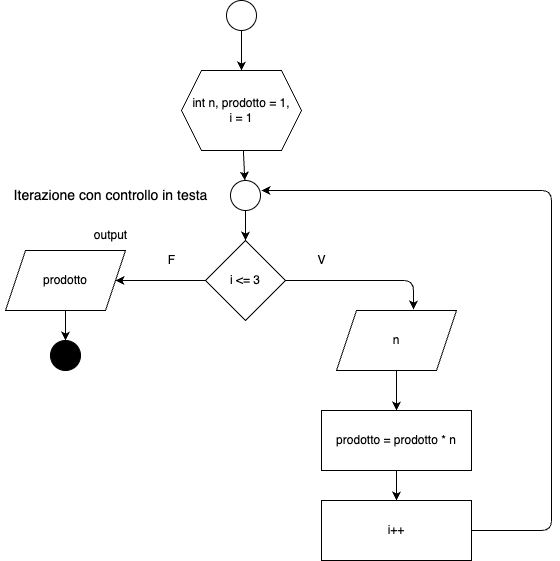 int n, prodotto = 1,
i = 1
Iterazione con controllo in testa
output
F
V
prodotto
i <= 3
n
prodotto = prodotto * n
i++